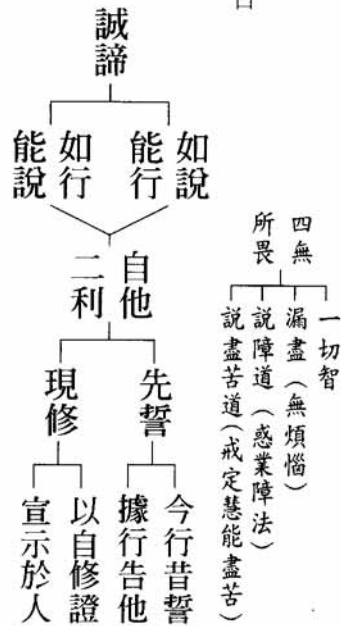 四無所畏
一切智
漏盡（無煩惱）
說障道（惑業障法）
說盡苦道（戒定慧能盡苦）
誠諦
如說能行
如行能說
自他二利
先誓
今行昔誓
據行告他
現修
以自修證
宣示於人